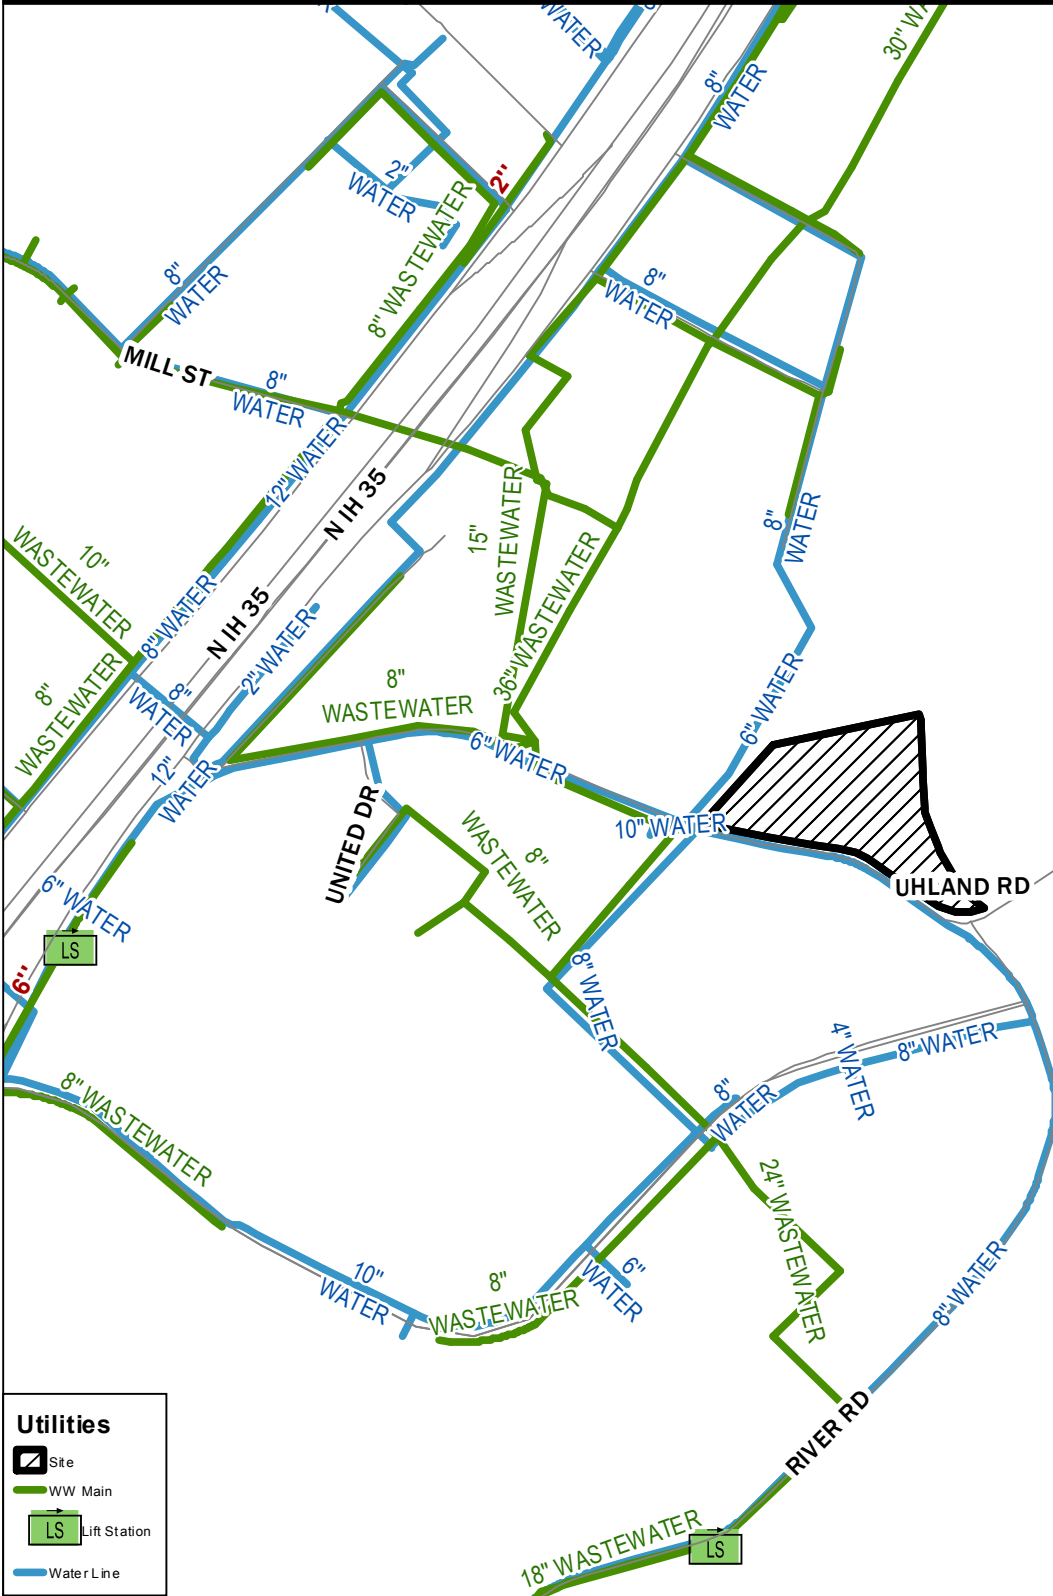 WATER
30" WA
8"
WATER
2"
WATER
2"
8" WASTEWATER
8"
WATER
8"
WATER
MILL ST
8"
WATER
12" WATER
N IH 35
15"
WASTEWATER
8"
WATER
10"
WASTEWATER
8" WATER
N IH 35
2" WATER
36" WASTEWATER
8"
WASTEWATER
8"
WATER
8"
WASTEWATER
6" WATER
6" WATER
12"
WATER
UNITED DR
10" WATER
8"
WASTEWATER
UHLAND RD
6" WATER
LS
6"
8" WATER
4" WATER
8" WATER
8"
WATER
8" WASTEWATER
24" WASTEWATER
10"
WATER
8"
WASTEWATER
6"
WATER
8" WATER
RIVER RD
18" WASTEWATER
LS
Utilities
Site
WW Main
LS
Lift Station
Water Line